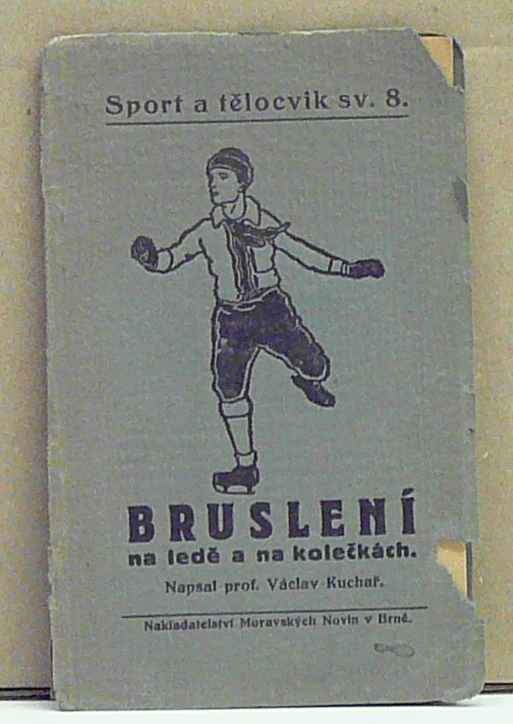 Sport a tělocvik sv. 8.
BRUSLENÍ
na ledě a na kolečkách.
Napsal prof. Václav Kuchař.
Nakladatelství Moravských Novin v Brně.